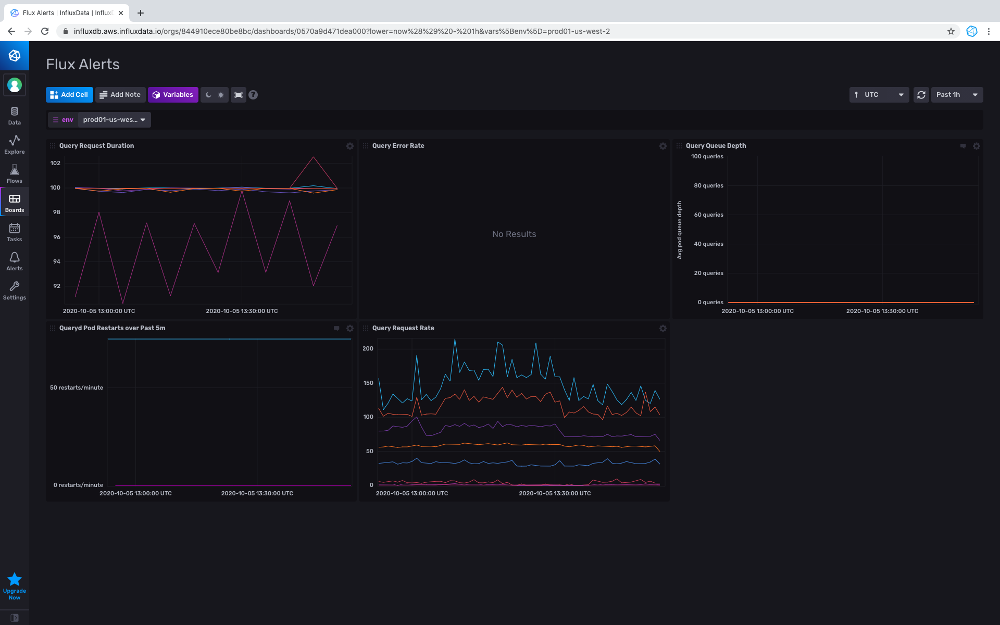 Flux Alerts | InfluxData | Influx
influxdb.aws.influxdata.io/orgs/844910ece80be8bc/dashboards/0570a9d471dea000?lower=now%28%29%20-%201h&vars%5Benv%5D=prod01-us-west-2
Flux Alerts
Add Cell
Add Note
Variables
?
UTC
Past 1h
env
prod01-us-wes...
Data
Explore
Flows
Boards
Tasks
Alerts
Settings
Upgrade
Now
Query Request Duration
102
100
98
96
94
92
2020-10-05 13:00:00 UTC
2020-10-05 13:30:00 UTC
Query Error Rate
No Results
Query Queue Depth
Avg pod queue depth
100 queries
80 queries
60 queries
40 queries
20 queries
0 queries
2020-10-05 13:00:00 UTC
2020-10-05 13:30:00 UTC
Queryd Pod Restarts over Past 5m
50 restarts/minute
0 restarts/minute
2020-10-05 13:00:00 UTC
2020-10-05 13:30:00 UTC
Query Request Rate
200
150
100
50
0
2020-10-05 13:00:00 UTC
2020-10-05 13:30:00 UTC